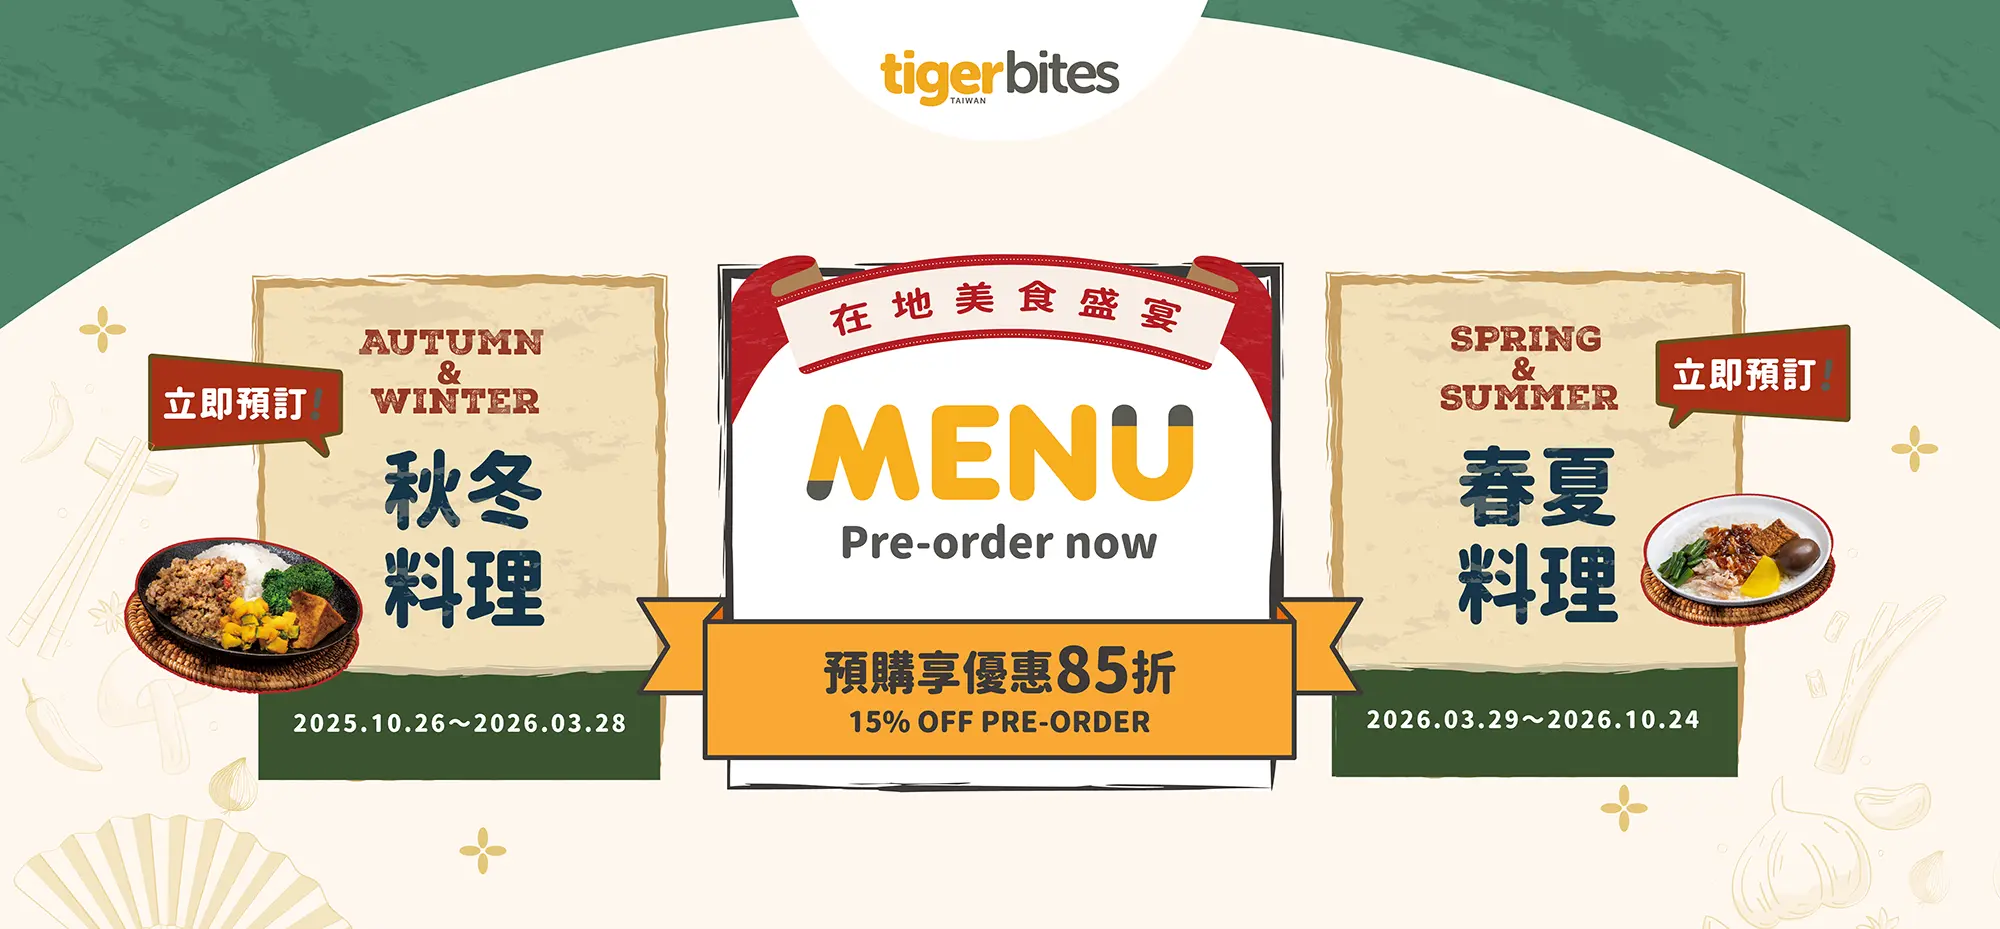 tigerbites
TAIWAN
立即預訂!
AUTUMN
&
WINTER
秋冬
料理
2025.10.26～2026.03.28
在地美食盛宴
MENU
Pre-order now
預購享優惠85折
15% OFF PRE-ORDER
SPRING
&
SUMMER
立即預訂!
春夏
料理
2026.03.29～2026.10.24